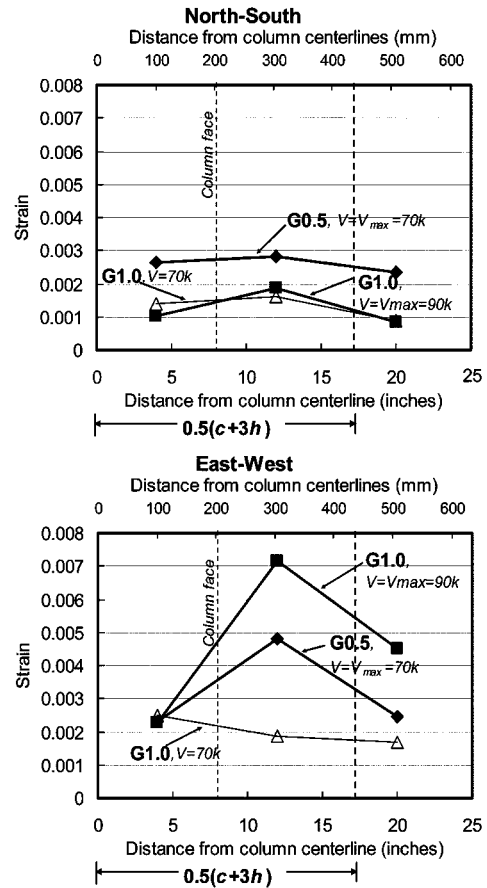 North-South
Distance from column centerlines (mm)
0 100 200 300 400 500 600
0.008
0.007
0.006
0.005
0.004
0.003
0.002
0.001
0
Strain
Column face
G0.5, V=Vmax=70k
G1.0, V=70k
G1.0,
V=Vmax=90k
0 5 10 15 20 25
Distance from column centerline (inches)
0.5(c+3h)
East-West
Distance from column centerlines (mm)
0 100 200 300 400 500 600
0.008
0.007
0.006
0.005
0.004
0.003
0.002
0.001
0
Strain
Column face
G1.0,
V=Vmax=90k
G0.5,
V=Vmax=70k
G1.0, V=70k
0 5 10 15 20 25
Distance from column centerline (inches)
0.5(c+3h)